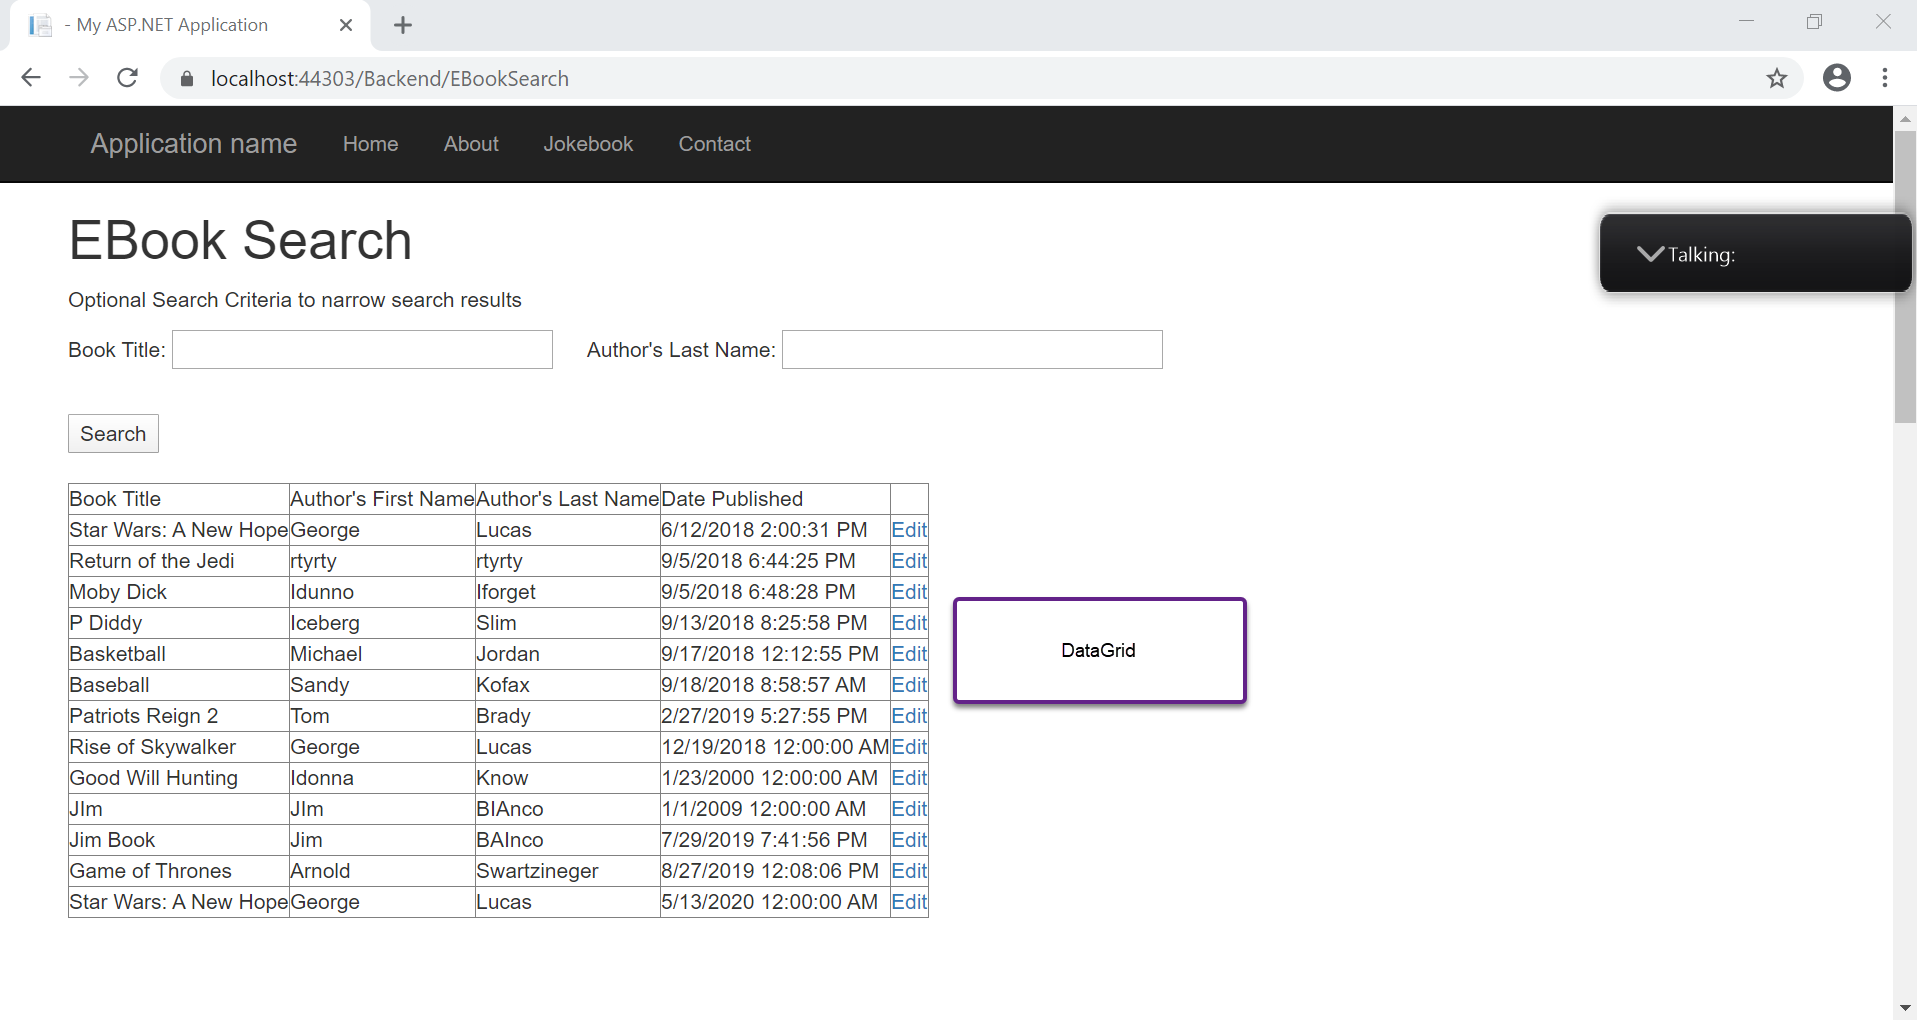 - My ASP.NET Application
localhost:44303/Backend/EBookSearch
Application name Home About Jokebook Contact
EBook Search
Talking:
Optional Search Criteria to narrow search results
Book Title: Author's Last Name:
Search
Book Title Author's First Name Author's Last Name Date Published
Star Wars: A New Hope George Lucas 6/12/2018 2:00:31 PM Edit
Return of the Jedi rtyrty rtyrty 9/5/2018 6:44:25 PM Edit
Moby Dick Idunno Iforget 9/5/2018 6:48:28 PM Edit
P Diddy Iceberg Slim 9/13/2018 8:25:58 PM Edit
Basketball Michael Jordan 9/17/2018 12:12:55 PM Edit
DataGrid
Baseball Sandy Kofax 9/18/2018 8:58:57 AM Edit
Patriots Reign 2 Tom Brady 2/27/2019 5:27:55 PM Edit
Rise of Skywalker George Lucas 12/19/2018 12:00:00 AM Edit
Good Will Hunting Idonna Know 1/23/2000 12:00:00 AM Edit
JIm JIm BIAnco 1/1/2009 12:00:00 AM Edit
Jim Book Jim BAInco 7/29/2019 7:41:56 PM Edit
Game of Thrones Arnold Swartzineger 8/27/2019 12:08:06 PM Edit
Star Wars: A New Hope George Lucas 5/13/2020 12:00:00 AM Edit